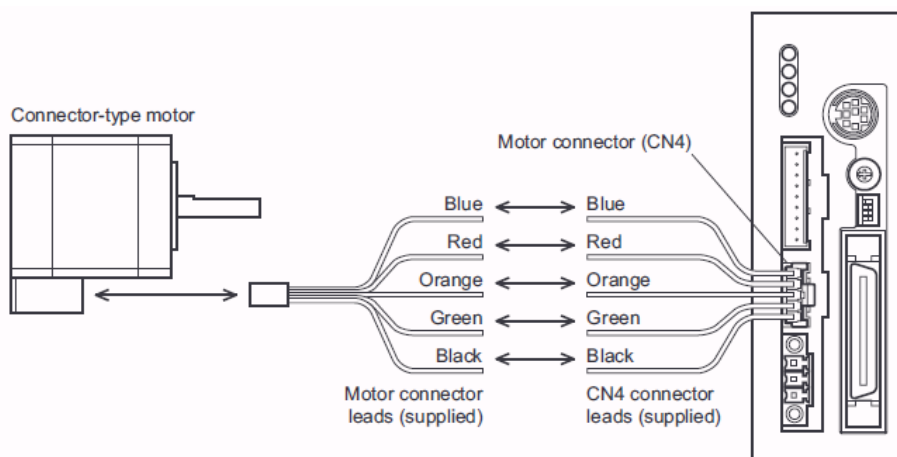 Connector-type motor
Motor connector (CN4)
Blue
Blue
Red
Red
Orange
Orange
Green
Green
Black
Black
Motor connector
leads (supplied)
CN4 connector
leads (supplied)